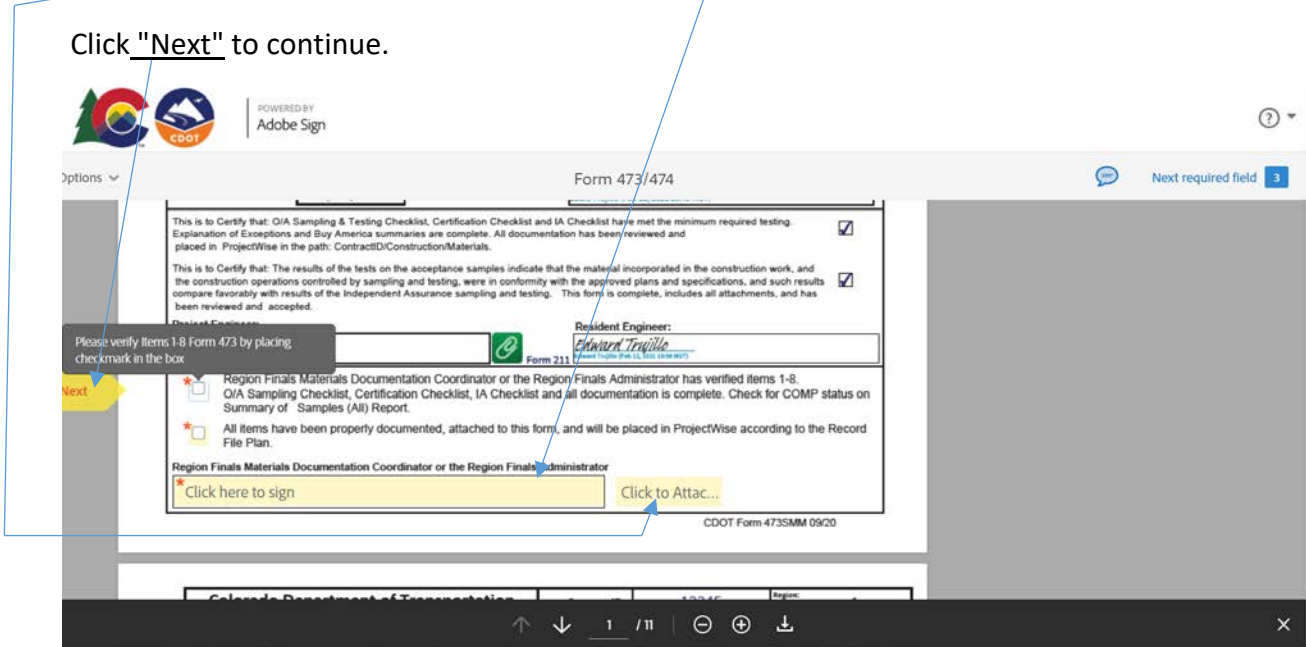 Click "Next" to continue.
CDOT
POWERED BY
Adobe Sign
Options
Form 473/474
Next required field 3
This is to Certify that: O/A Sampling & Testing Checklist, Certification Checklist and IA Checklist have met the minimum required testing.
Explanation of Exceptions and Buy America summaries are complete. All documentation has been reviewed and
placed in ProjectWise in the path: ContractID/Construction/Materials.
This is to Certify that: The results of the tests on the acceptance samples indicate that the material incorporated in the construction work, and
the construction operations controlled by sampling and testing, were in conformity with the approved plans and specifications, and such results
compare favorably with results of the Independent Assurance sampling and testing. This form is complete, includes all attachments, and has
been reviewed and accepted.
Project Engineer:
Resident Engineer:
Please verify Items 1-8 Form 473 by placing
checkmark in the box
Form 211
Edward Trujillo
Next
* Region Finals Materials Documentation Coordinator or the Region Finals Administrator has verified items 1-8.
O/A Sampling Checklist, Certification Checklist, IA Checklist and all documentation is complete. Check for COMP status on
Summary of Samples (All) Report.
* All items have been properly documented, attached to this form, and will be placed in ProjectWise according to the Record
File Plan.
Region Finals Materials Documentation Coordinator or the Region Finals Administrator
* Click here to sign
Click to Attac...
CDOT Form 473SMM 09/20
Colorado Department of Transportation
12345
Region:
1 / 11